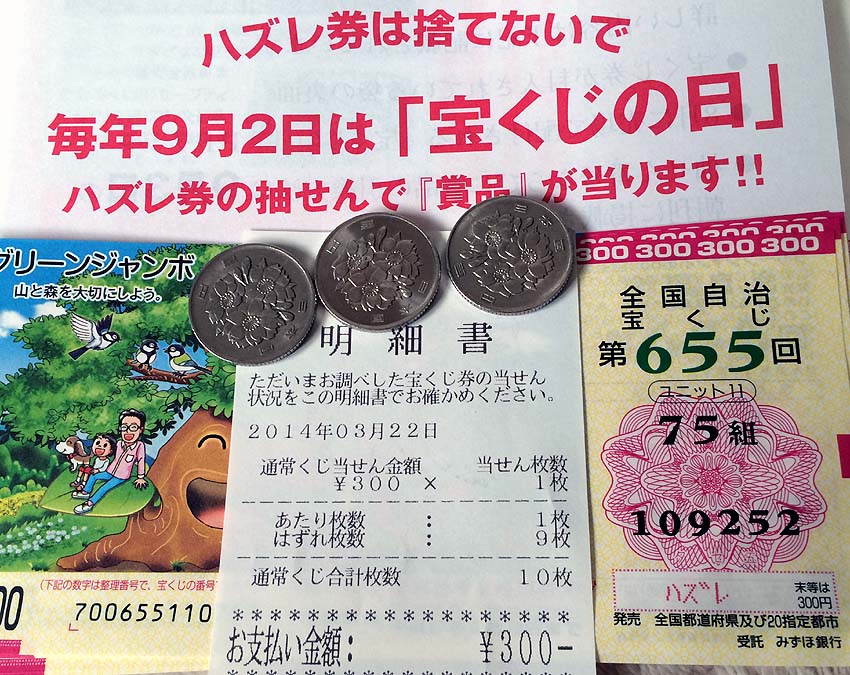 ハズレ券は捨てないで
毎年9月2日は「宝くじの日」
ハズレ券の抽せんで『賞品』が当ります!!
グリーンジャンボ
山と森を大切にしよう。
(下記の数字は整理番号で、宝くじの番号
700655110
明細書
ただいまお調べした宝くじ券の当せん
状況をこの明細書でお確かめください。
2014年03月22日
通常くじ当せん金額 当せん枚数
¥300 × 1枚
あたり枚数 : 1枚
はずれ枚数 : 9枚
通常くじ合計枚数 10枚
******************
お支払い金額: ¥300-
300 300 300 300 300
全国自治
宝くじ
第655回
ユニット11
75組
109252
ハズレ
末等は
300円
発売 全国都道府県及び20指定都市
受託 みずほ銀行